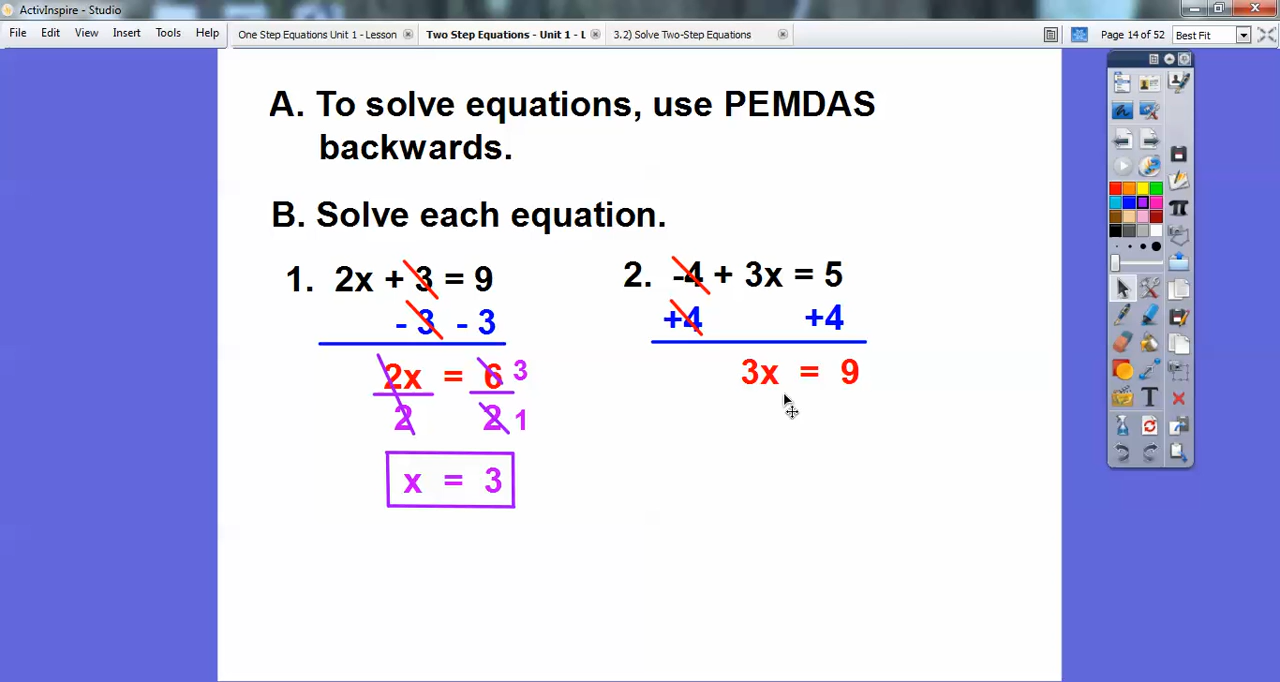 ActivInspire - Studio
File Edit View Insert Tools Help
One Step Equations Unit 1 - Lesson
Two Step Equations - Unit 1 - L
3.2) Solve Two-Step Equations
Page 14 of 52
Best Fit
A. To solve equations, use PEMDAS
backwards.
B. Solve each equation.
1. 2x + 3 = 9
- 3 - 3
2x = 6 3
2 2 1
x = 3
2. -4 + 3x = 5
+4 +4
3x = 9